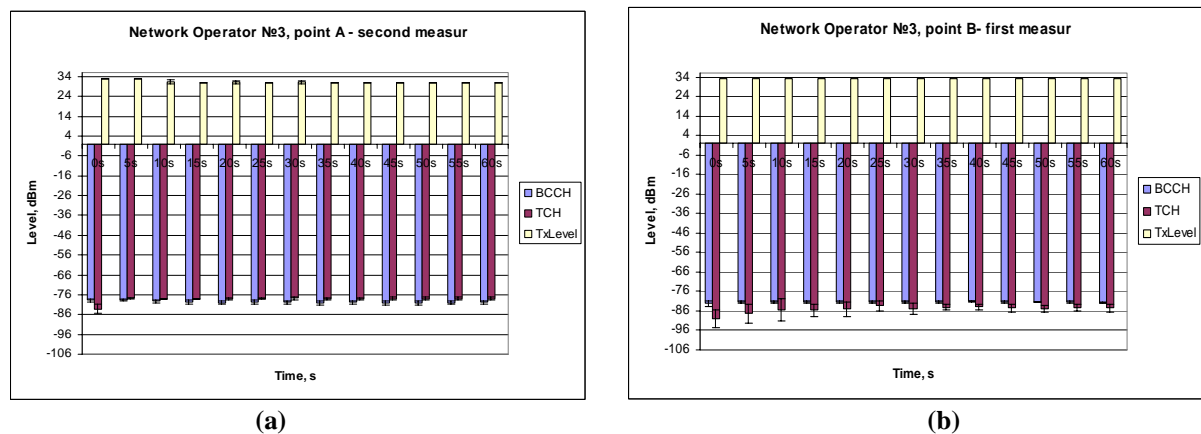 Network Operator №3, point A - second measur
34
24
14
4
-6
-16
-26
-36
-46
-56
-66
-76
-86
-96
-106
Level, dBm
0s 5s 10s 15s 20s 25s 30s 35s 40s 45s 50s 55s 60s
Time, s
BCCH
TCH
TxLevel
(a)
Network Operator №3, point B- first measur
34
24
14
4
-6
-16
-26
-36
-46
-56
-66
-76
-86
-96
-106
Level, dBm
0s 5s 10s 15s 20s 25s 30s 35s 40s 45s 50s 55s 60s
Time, s
BCCH
TCH
TxLevel
(b)